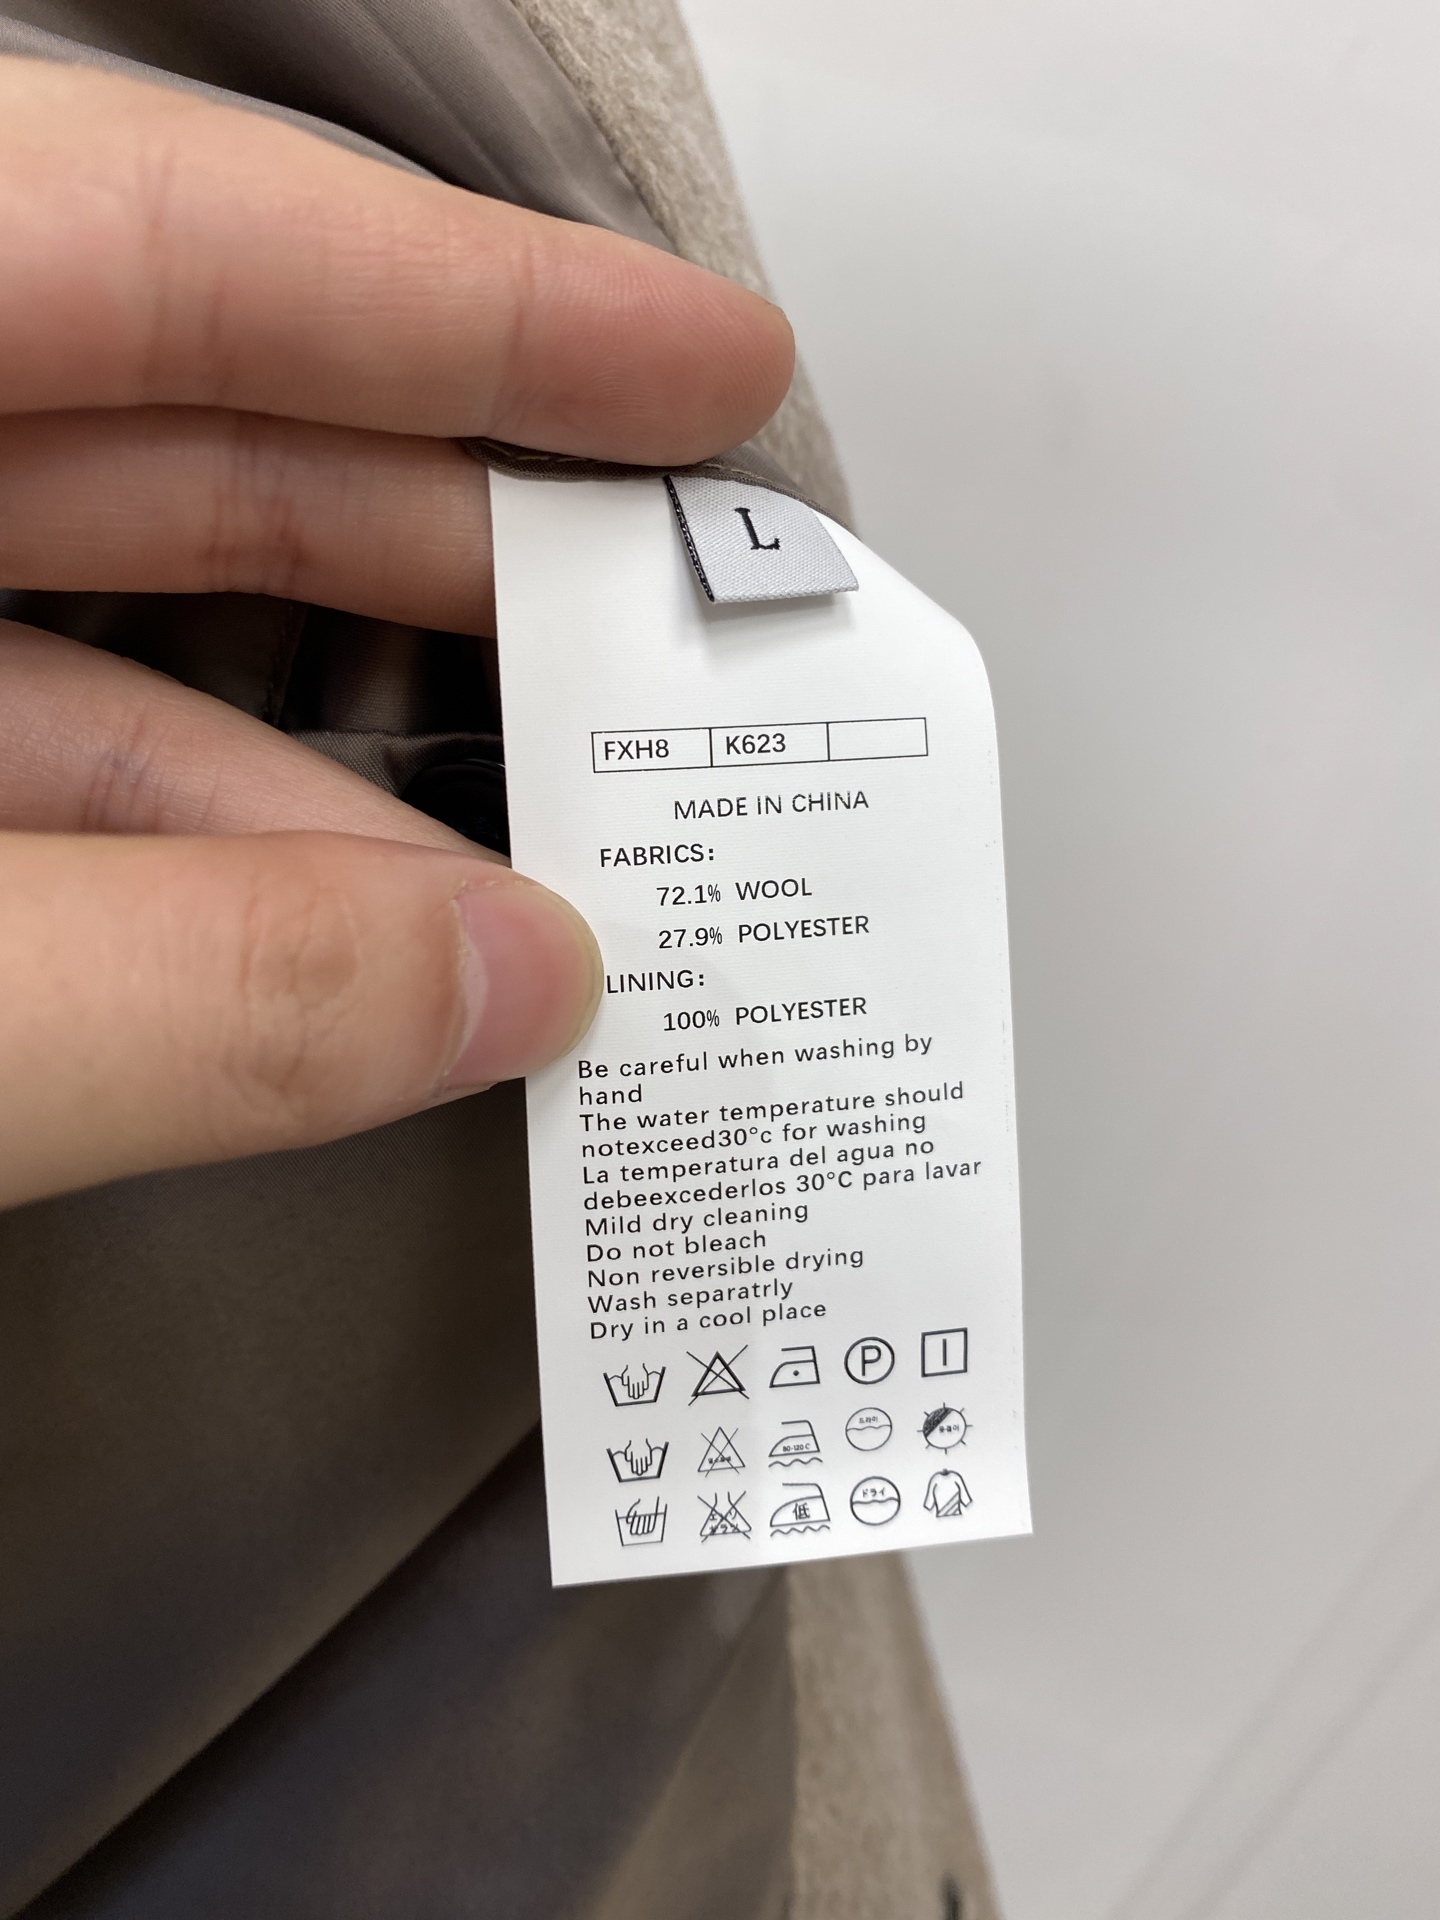 L
FXH8 K623
MADE IN CHINA
FABRICS:
72.1% WOOL
27.9% POLYESTER
LINING:
100% POLYESTER
Be careful when washing by
hand
The water temperature should
notexceed30°c for washing
La temperatura del agua no
debeexcederlos 30°C para lavar
Mild dry cleaning
Do not bleach
Non reversible drying
Wash separatrly
Dry in a cool place
P
80-120 C 드라이
低 ドライ